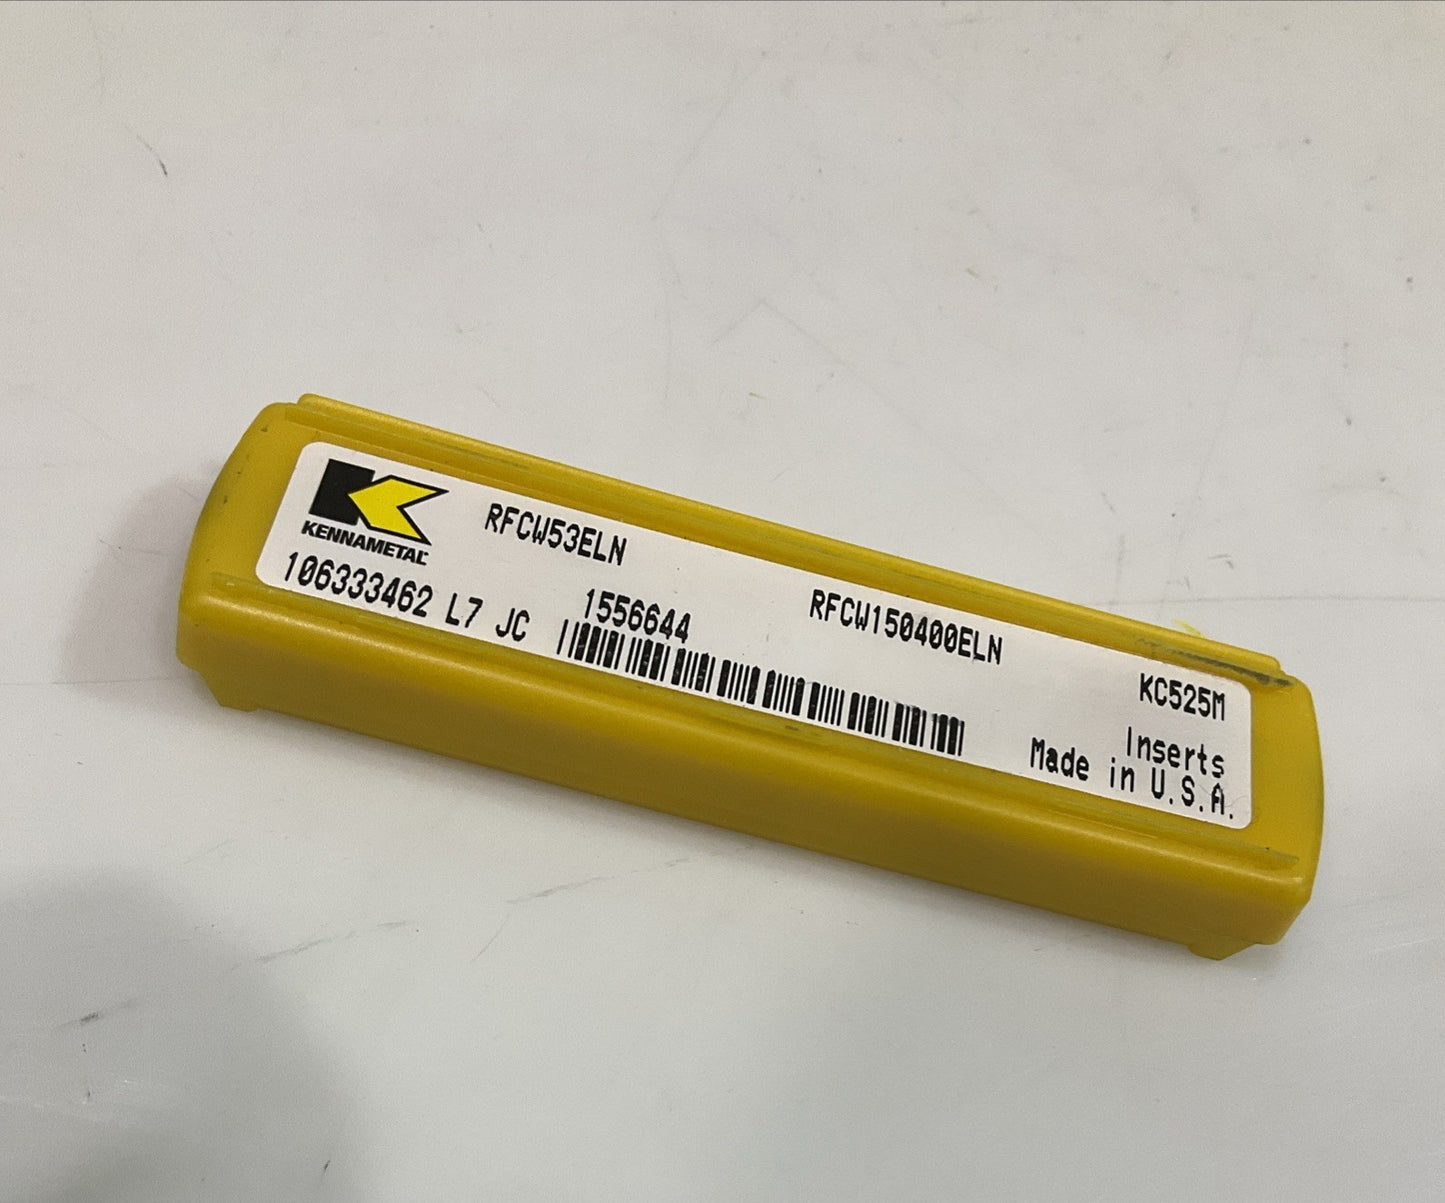 KENNAMETAL
RFCW53ELN
RFCW150400ELN
KC525M
106333462 L7 JC
1556644
Inserts
Made in U.S.A.